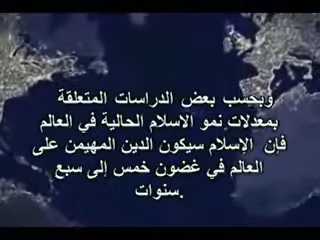 وبحسب بعض الدراسات المتعلقة
بمعدلات نمو الاسلام الحالية في العالم
فإن الإسلام سيكون الدين المهيمن على
العالم في غضون خمس إلى سبع
سنوات.